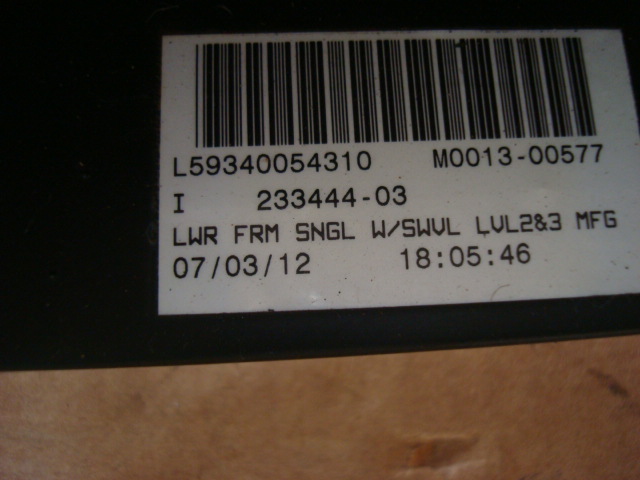 L59340054310 M0013-00577
I 233444-03
LWR FRM SNGL W/SWVL LVL2&3 MFG
07/03/12 18:05:46